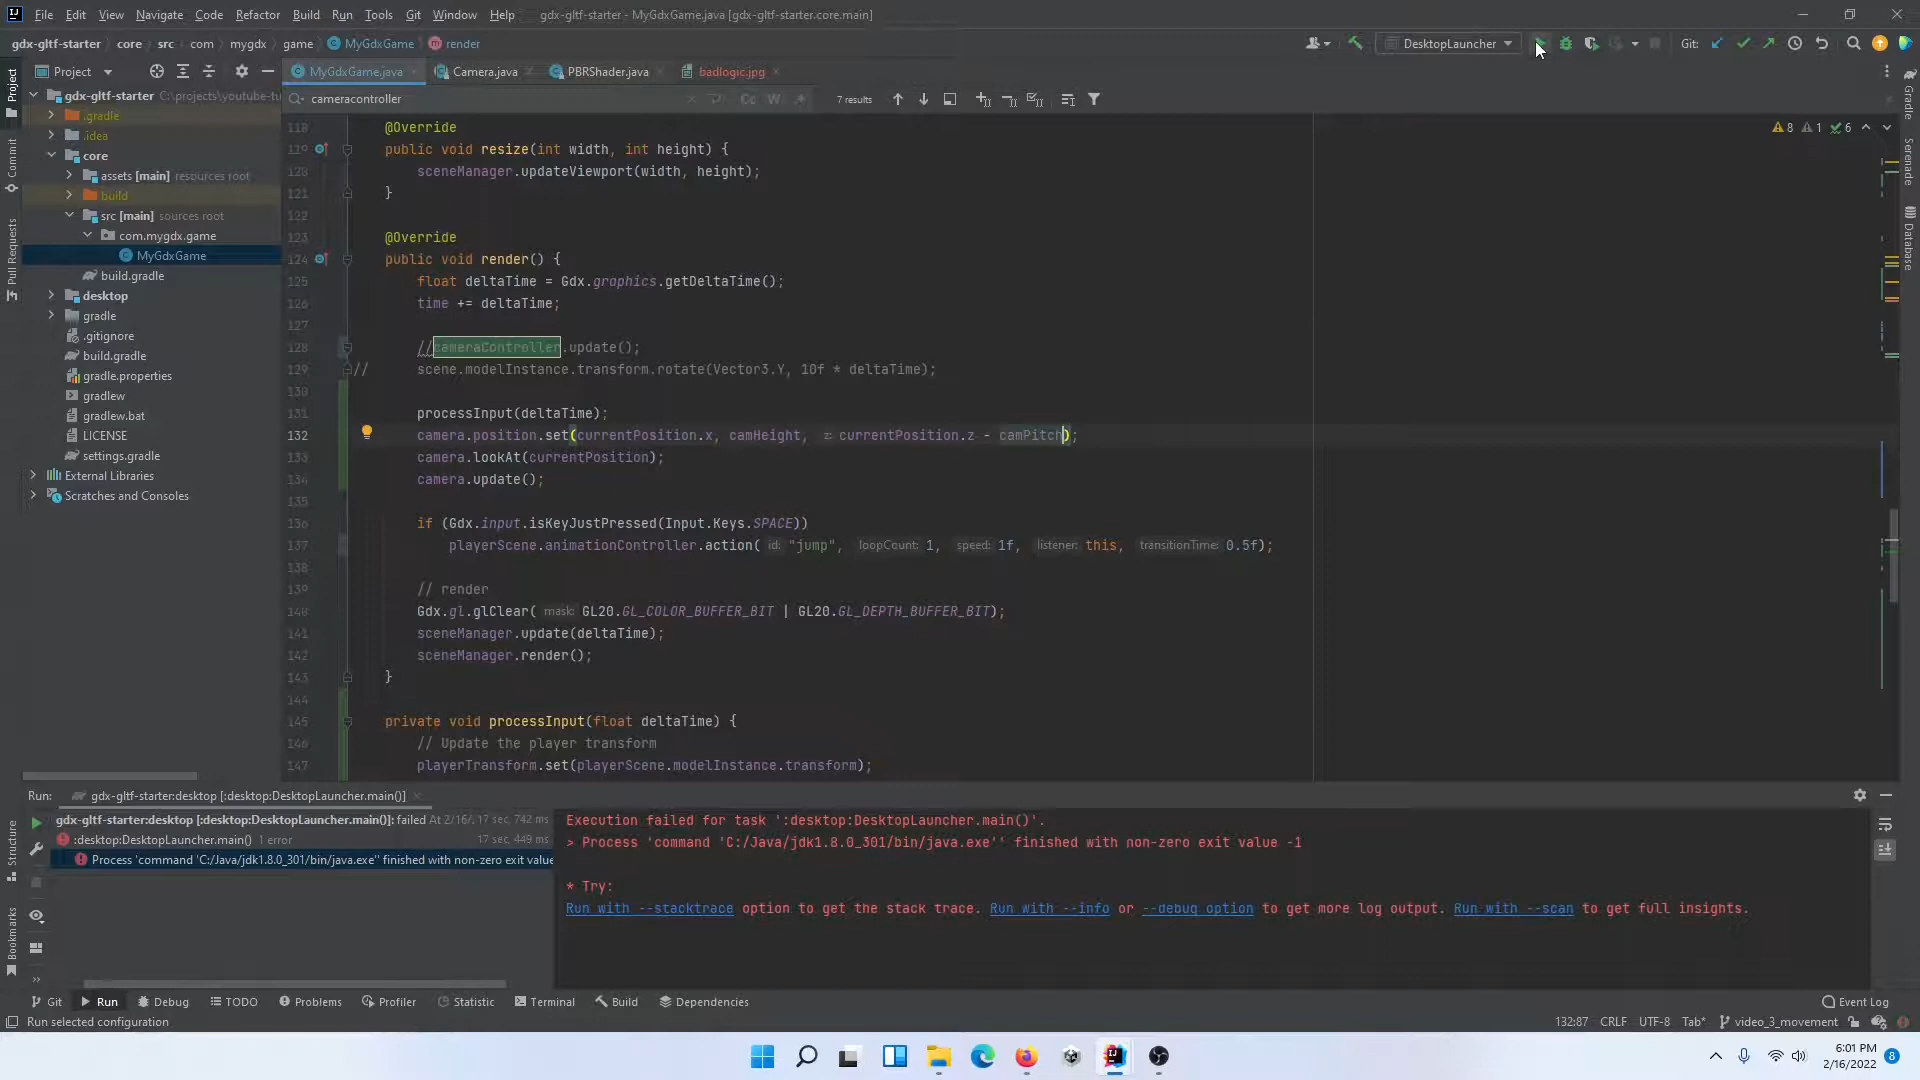 File Edit View Navigate Code Refactor Build Run Tools Git Window Help gdx-gltf-starter - MyGdxGame.java [gdx-gltf-starter.core.main]
gdx-gltf-starter core src com mygdx game MyGdxGame render DesktopLauncher Git:
Project MyGdxGame.java Camera.java PBRShader.java badlogic.jpg
cameracontroller Cc W 7 results
gdx-gltf-starter C:\projects\youtube-tu
.gradle
.idea
core
assets [main] resources root
build
src [main] sources root
com.mygdx.game
MyGdxGame
build.gradle
desktop
gradle
.gitignore
build.gradle
gradle.properties
gradlew
gradlew.bat
LICENSE
settings.gradle
External Libraries
Scratches and Consoles
Project
Commit
Pull Requests
Structure
Bookmarks
Gradle
Serenade
Database
8 1 6
118 @Override
119 public void resize(int width, int height) {
120 sceneManager.updateViewport(width, height);
121 }
122
123 @Override
124 public void render() {
125 float deltaTime = Gdx.graphics.getDeltaTime();
126 time += deltaTime;
127
128 //cameraController.update();
129 // scene.modelInstance.transform.rotate(Vector3.Y, 10f * deltaTime);
130
131 processInput(deltaTime);
132 camera.position.set(currentPosition.x, camHeight, z: currentPosition.z - camPitch);
133 camera.lookAt(currentPosition);
134 camera.update();
135
136 if (Gdx.input.isKeyJustPressed(Input.Keys.SPACE))
137 playerScene.animationController.action( id: "jump", loopCount: 1, speed: 1f, listener: this, transitionTime: 0.5f);
138
139 // render
140 Gdx.gl.glClear( mask: GL20.GL_COLOR_BUFFER_BIT | GL20.GL_DEPTH_BUFFER_BIT);
141 sceneManager.update(deltaTime);
142 sceneManager.render();
143 }
144
145 private void processInput(float deltaTime) {
146 // Update the player transform
147 playerTransform.set(playerScene.modelInstance.transform);
Run: gdx-gltf-starter:desktop [:desktop:DesktopLauncher.main()]
gdx-gltf-starter:desktop [:desktop:DesktopLauncher.main()]: failed At 2/16/. 17 sec, 742 ms
:desktop:DesktopLauncher.main() 1 error 17 sec, 449 ms
Process 'command 'C:/Java/jdk1.8.0_301/bin/java.exe'' finished with non-zero exit value
Execution failed for task ':desktop:DesktopLauncher.main()'.
> Process 'command 'C:/Java/jdk1.8.0_301/bin/java.exe'' finished with non-zero exit value -1
* Try:
Run with --stacktrace option to get the stack trace. Run with --info or --debug option to get more log output. Run with --scan to get full insights.
Git Run Debug TODO Problems Profiler Statistic Terminal Build Dependencies Event Log
Run selected configuration 132:87 CRLF UTF-8 Tab* video_3_movement
6:01 PM
2/16/2022 8